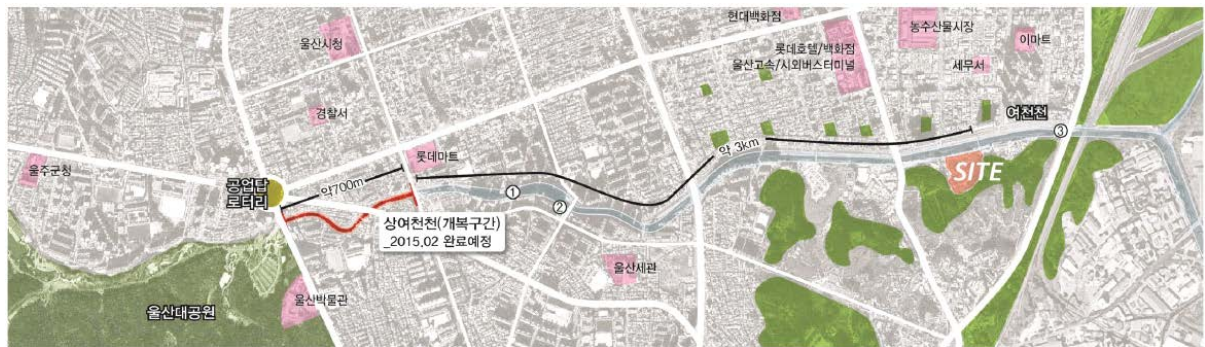 현대백화점
농수산물시장
울산시청
이마트
롯데호텔/백화점
울산고속/시외버스터미널
세무서
경찰서
여천천
③
약 3km
롯데마트
울주군청
SITE
공업탑
로터리
약700m
①
②
상여천천(개복구간)
_2015.02 완료예정
울산세관
울산박물관
울산대공원